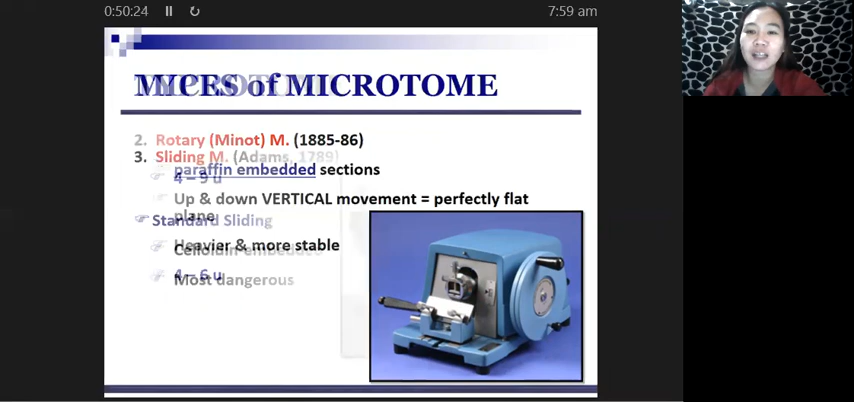 0:50:24
7:59 am
TYPES of MICROTOME
2. Rotary (Minot) M. (1885-86)
3. Sliding M. (Adams, 1789)
paraffin embedded sections
4 – 9 u
Up & down VERTICAL movement = perfectly flat
plane
Standard Sliding
Heavier & more stable
Celloidin embedded
4 – 6 u
Most dangerous